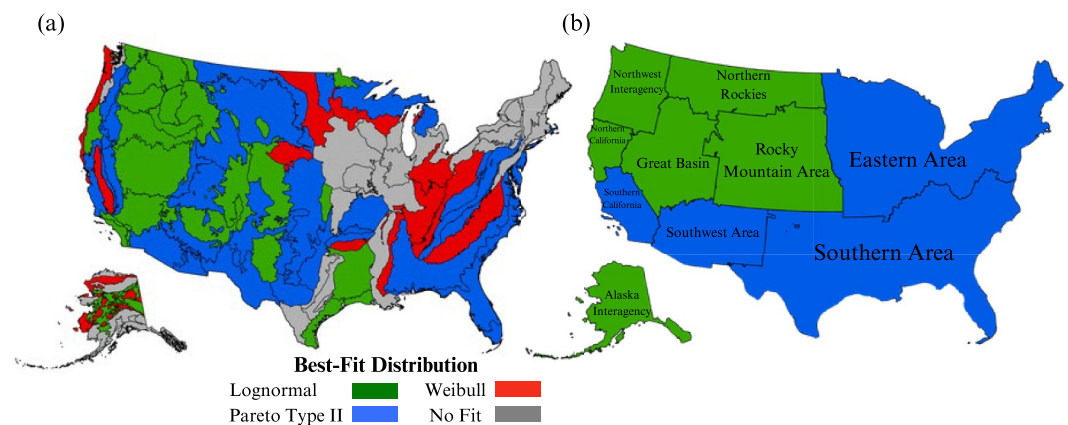 (a)
(b)
Northwest
Interagency
Northern
Rockies
Northern
California
Great Basin
Rocky
Mountain Area
Eastern Area
Southern
California
Southwest Area
Southern Area
Alaska
Interagency
Best-Fit Distribution
Lognormal
Weibull
Pareto Type II
No Fit